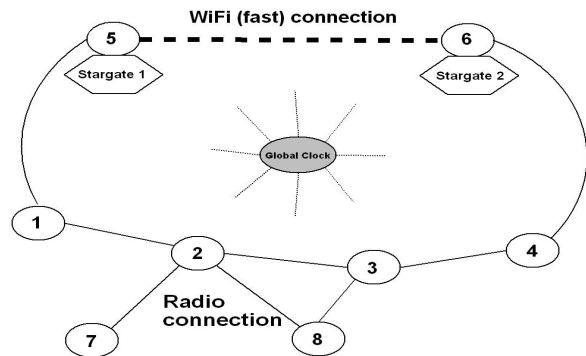 WiFi (fast) connection
5
6
Stargate 1
Stargate 2
Global Clock
1
2
3
4
Radio
connection
7
8